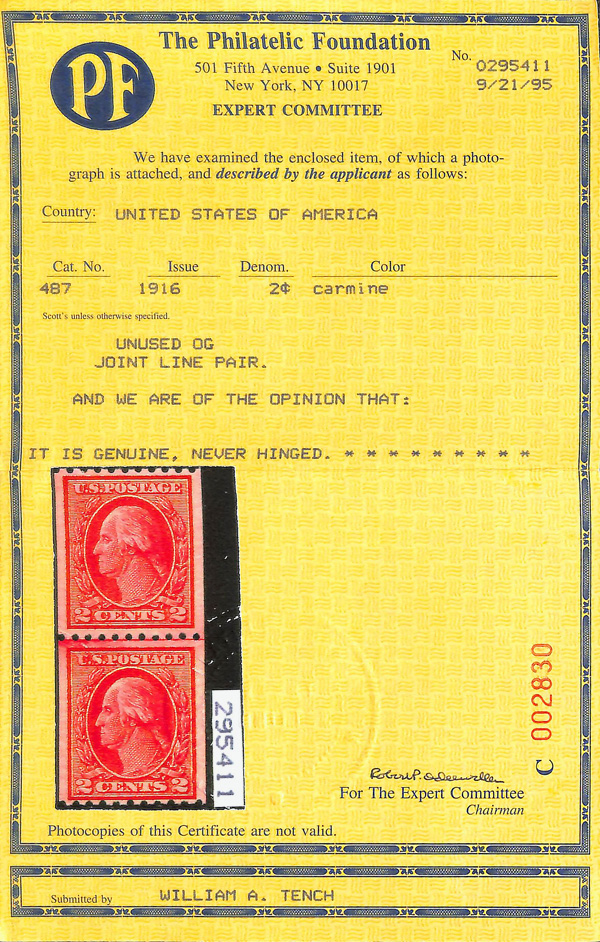 PF
The Philatelic Foundation
501 Fifth Avenue • Suite 1901
New York, NY 10017
EXPERT COMMITTEE
No. 0295411
9/21/95
We have examined the enclosed item, of which a photo-
graph is attached, and described by the applicant as follows:
Country: UNITED STATES OF AMERICA
Cat. No. Issue Denom. Color
487 1916 2¢ carmine
Scott's unless otherwise specified.
UNUSED OG
JOINT LINE PAIR.
AND WE ARE OF THE OPINION THAT:
IT IS GENUINE, NEVER HINGED. * * * * * * * * *
U.S. POSTAGE
2 CENTS 2
U.S. POSTAGE
2 CENTS 2
295411
C 002830
For The Expert Committee
Chairman
Photocopies of this Certificate are not valid.
Submitted by WILLIAM A. TENCH